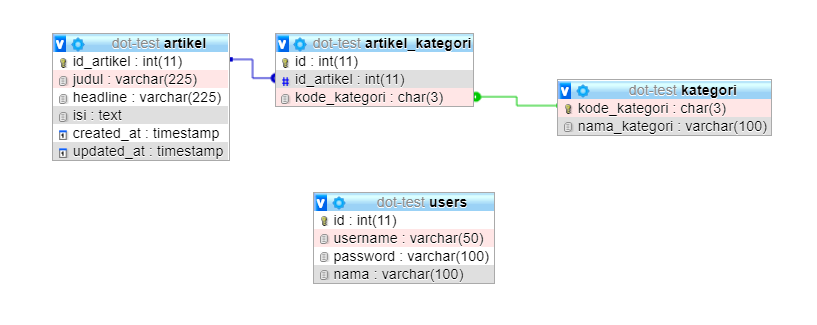 dot-test artikel
id_artikel : int(11)
judul : varchar(225)
headline : varchar(225)
isi : text
created_at : timestamp
updated_at : timestamp
dot-test artikel_kategori
id : int(11)
id_artikel : int(11)
kode_kategori : char(3)
dot-test kategori
kode_kategori : char(3)
nama_kategori : varchar(100)
dot-test users
id : int(11)
username : varchar(50)
password : varchar(100)
nama : varchar(100)